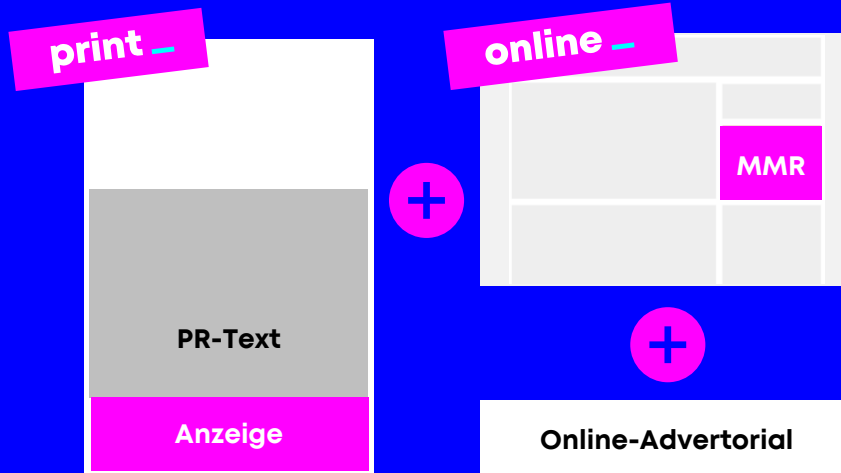 print_
online_
MMR
PR-Text
Anzeige
Online-Advertorial